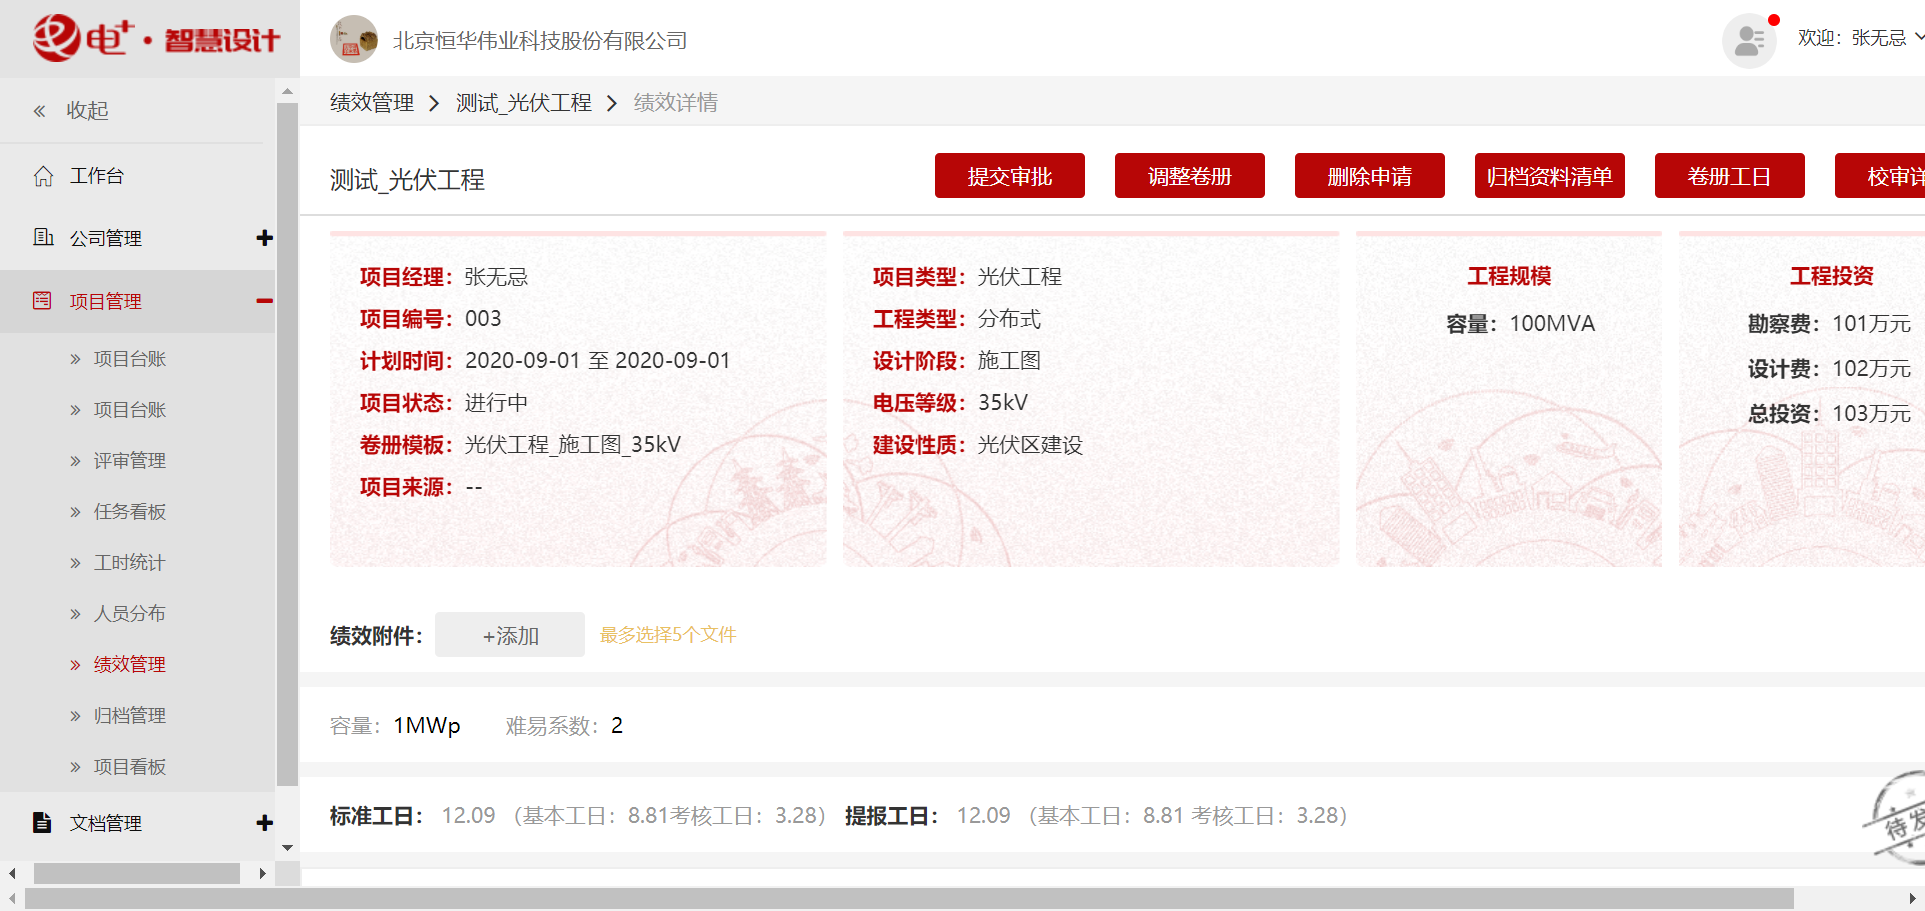 电+·智慧设计
北京恒华伟业科技股份有限公司
欢迎：张无忌
收起
工作台
公司管理
项目管理
项目台账
项目台账
评审管理
任务看板
工时统计
人员分布
绩效管理
归档管理
项目看板
文档管理
绩效管理 > 测试_光伏工程 > 绩效详情
测试_光伏工程
提交审批
调整卷册
删除申请
归档资料清单
卷册工日
校审详
项目经理：张无忌
项目编号：003
计划时间：2020-09-01 至 2020-09-01
项目状态：进行中
卷册模板：光伏工程_施工图_35kV
项目来源：--
项目类型：光伏工程
工程类型：分布式
设计阶段：施工图
电压等级：35kV
建设性质：光伏区建设
工程规模
容量：100MVA
工程投资
勘察费：101万元
设计费：102万元
总投资：103万元
绩效附件：
+添加
最多选择5个文件
容量：1MWp 难易系数：2
标准工日： 12.09 （基本工日：8.81考核工日：3.28） 提报工日： 12.09 （基本工日：8.81 考核工日：3.28）
待发